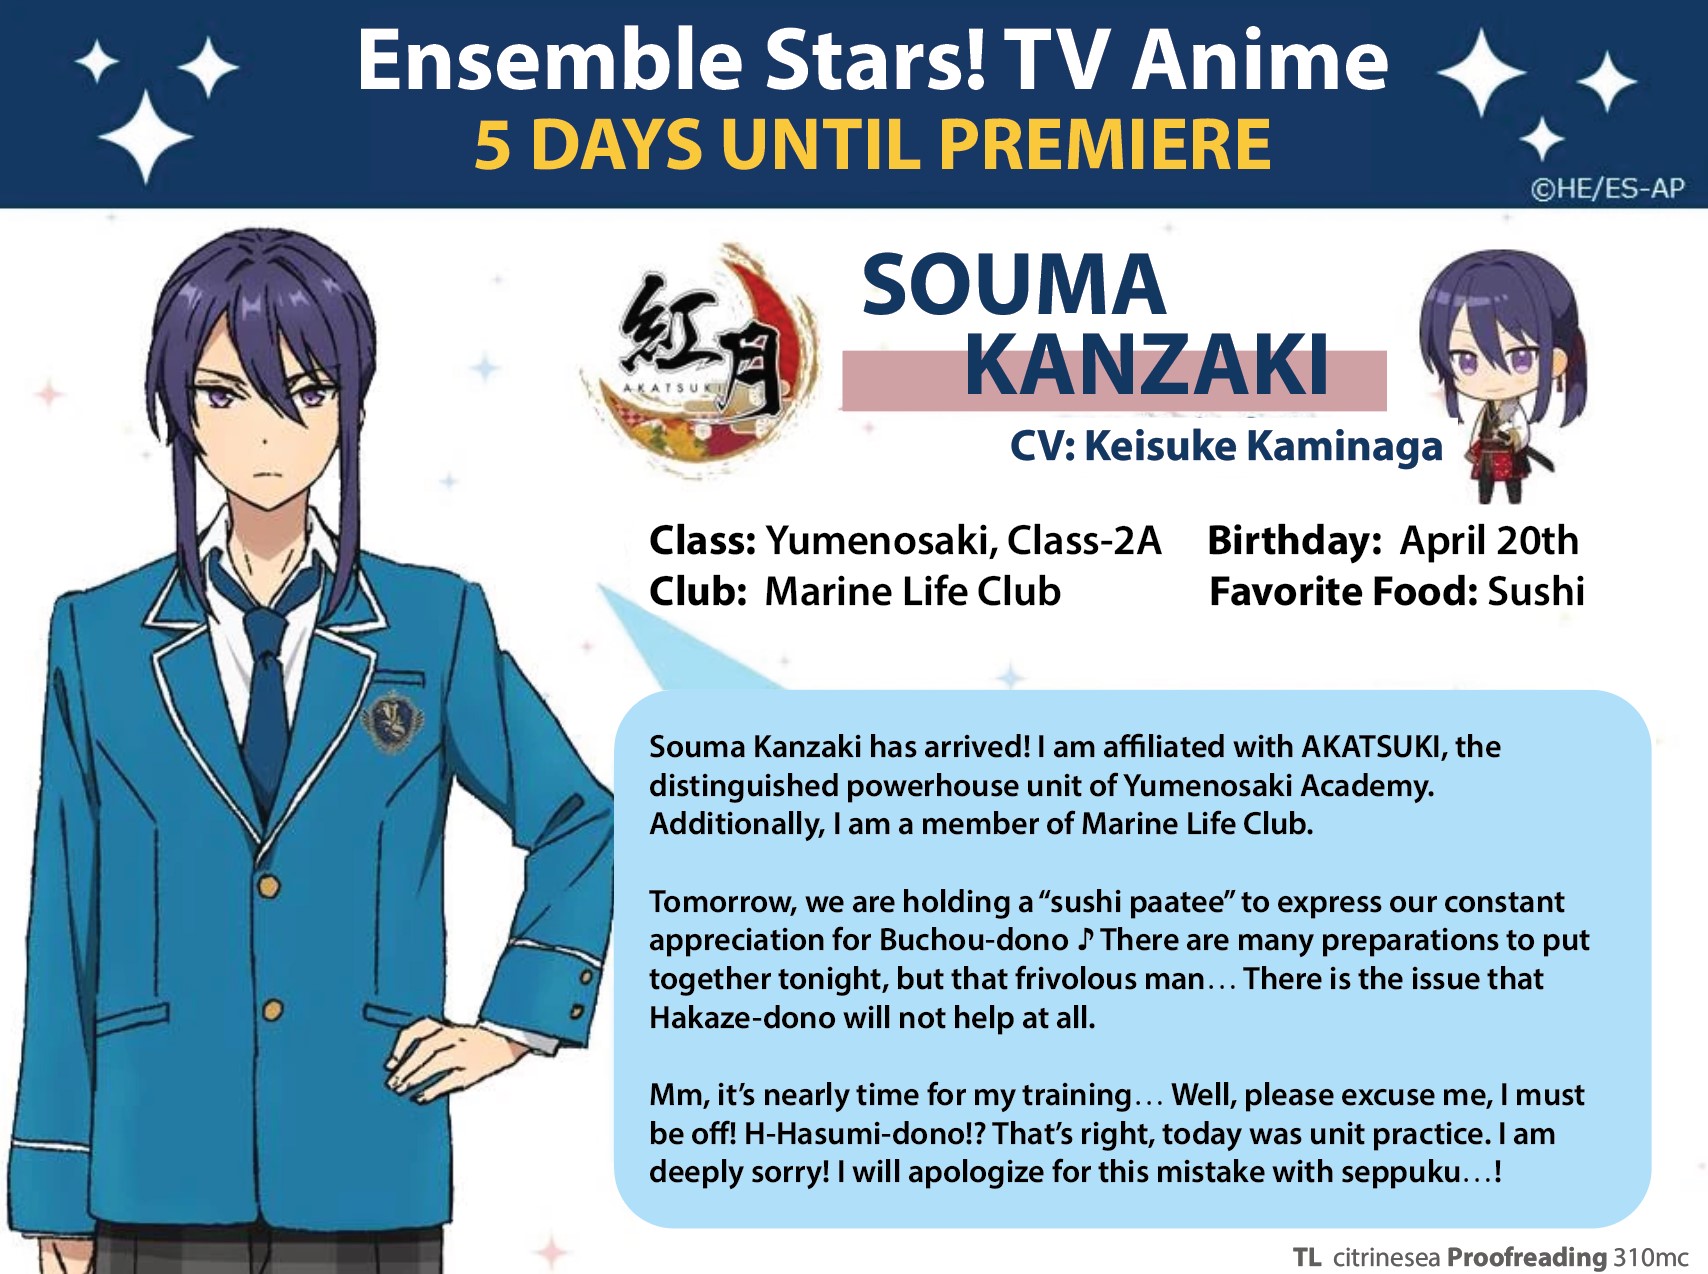 Ensemble Stars! TV Anime
5 DAYS UNTIL PREMIERE
©HE/ES-AP
紅月
AKATSUKI
SOUMA
KANZAKI
CV: Keisuke Kaminaga
Class: Yumenosaki, Class-2A Birthday: April 20th
Club: Marine Life Club Favorite Food: Sushi
Souma Kanzaki has arrived! I am affiliated with AKATSUKI, the
distinguished powerhouse unit of Yumenosaki Academy.
Additionally, I am a member of Marine Life Club.
Tomorrow, we are holding a “sushi paatee” to express our constant
appreciation for Buchou-dono ♪ There are many preparations to put
together tonight, but that frivolous man… There is the issue that
Hakaze-dono will not help at all.
Mm, it’s nearly time for my training… Well, please excuse me, I must
be off! H-Hasumi-dono!? That’s right, today was unit practice. I am
deeply sorry! I will apologize for this mistake with seppuku…!
TL citrinesea Proofreading 310mc